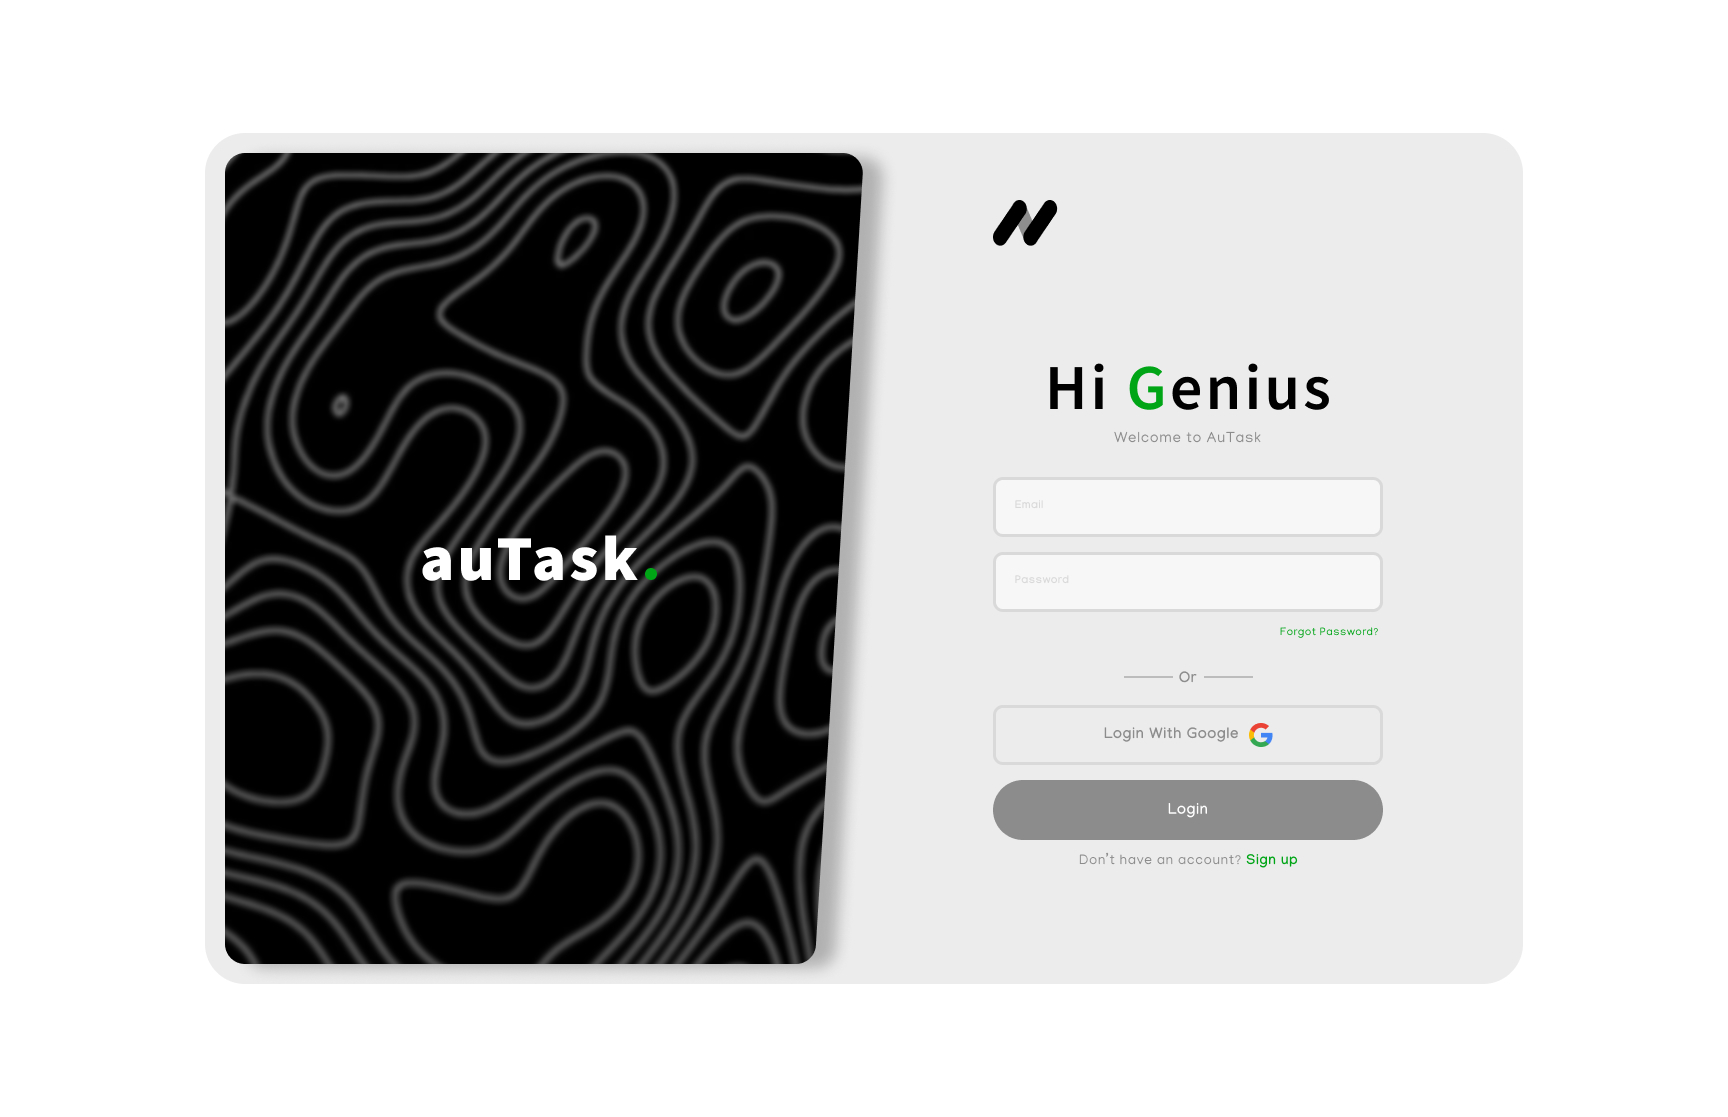 auTask.
Hi Genius
Welcome to AuTask
Email
Password
Forgot Password?
Or
Login With Google
Login
Don't have an account? Sign up